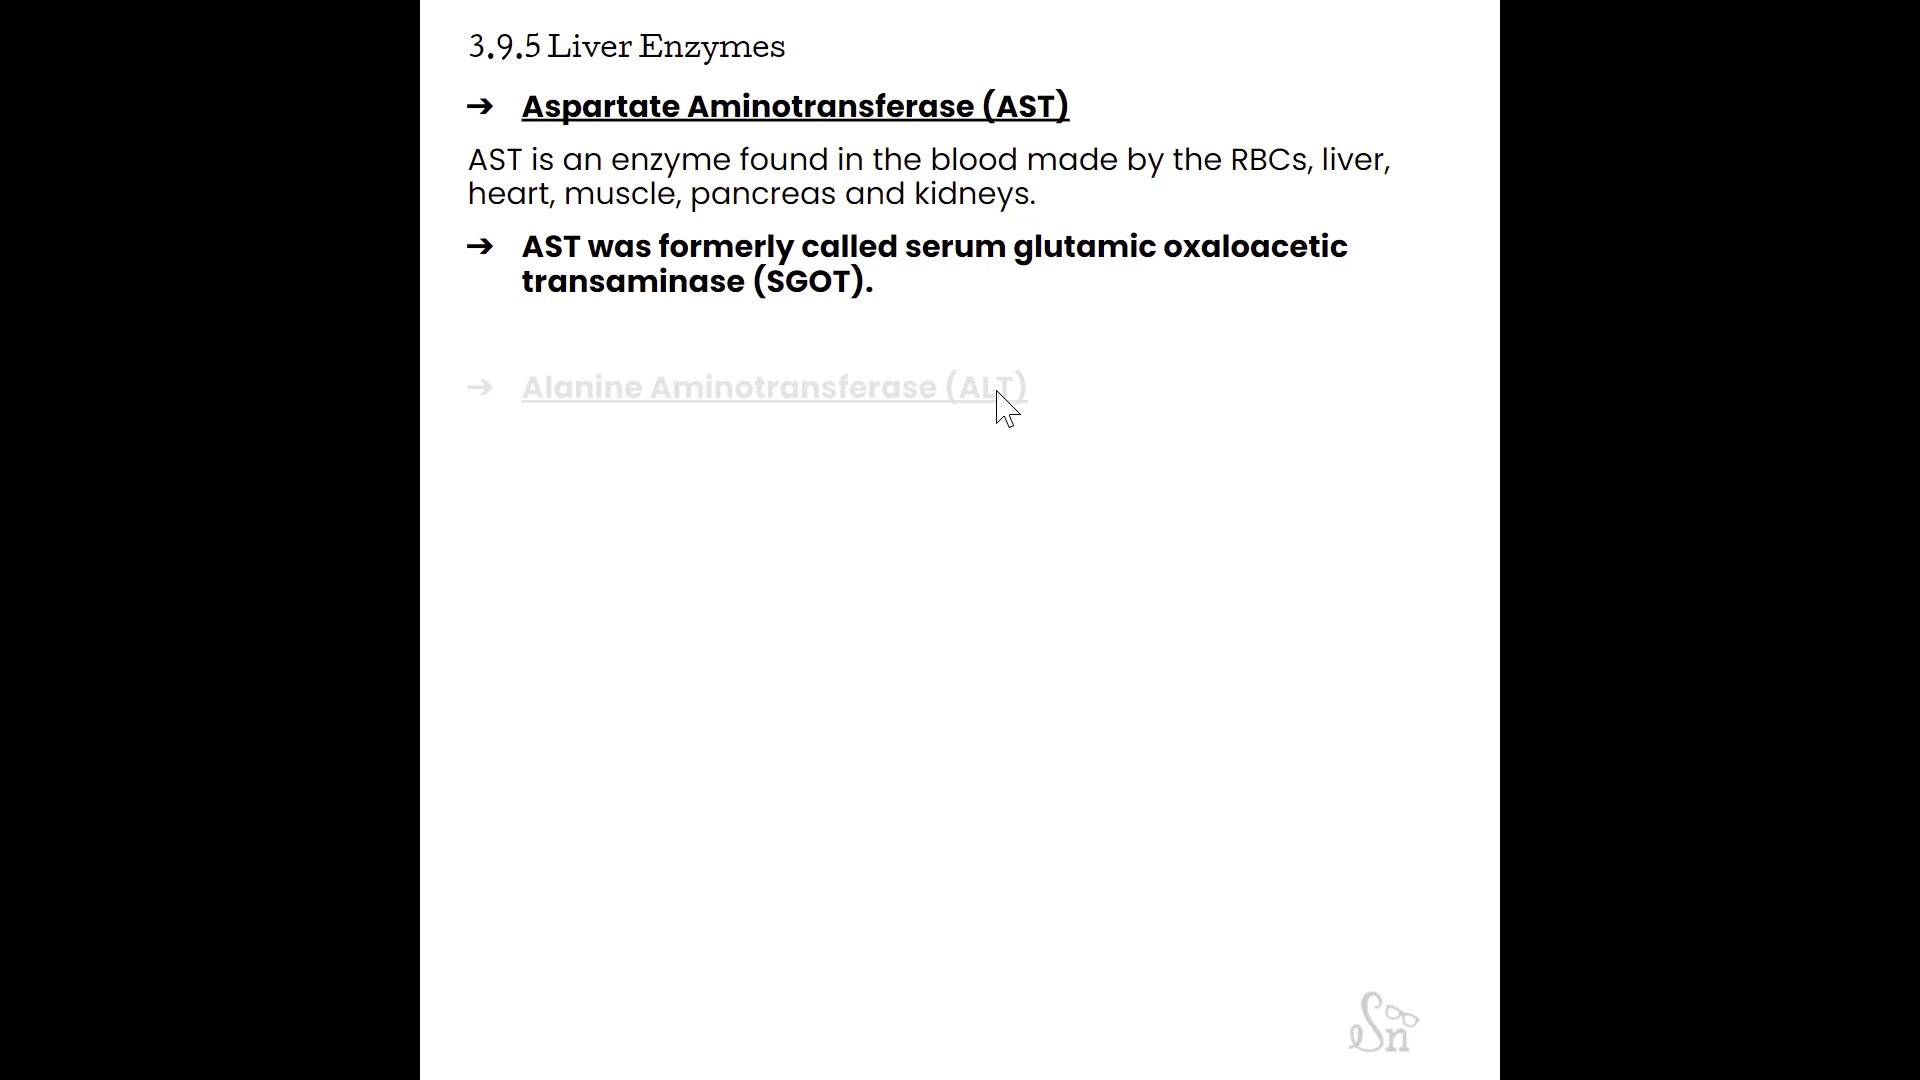 3.9.5 Liver Enzymes
➔ Aspartate Aminotransferase (AST)
AST is an enzyme found in the blood made by the RBCs, liver,
heart, muscle, pancreas and kidneys.
➔ AST was formerly called serum glutamic oxaloacetic
transaminase (SGOT).
➔ Alanine Aminotransferase (ALT)
Sn